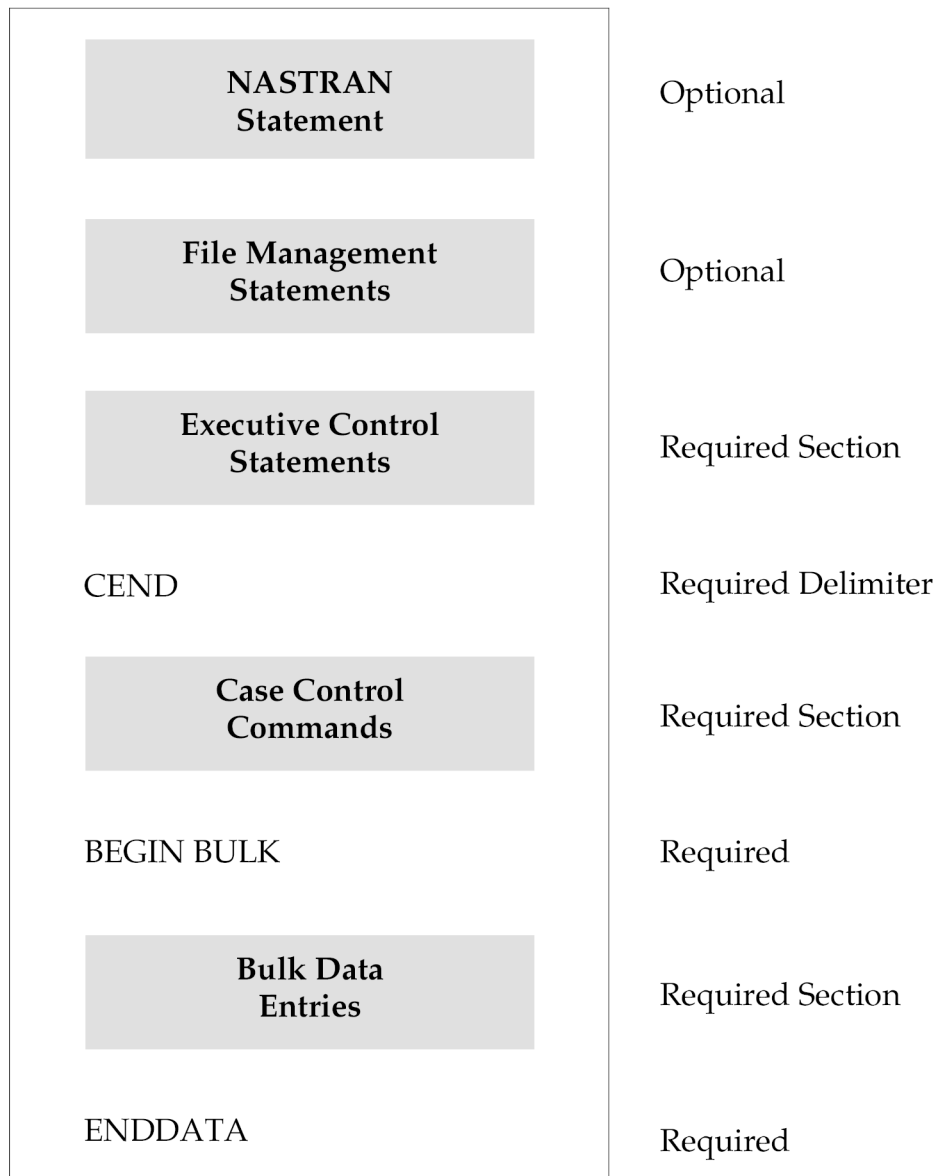 NASTRAN
Statement
Optional
File Management
Statements
Optional
Executive Control
Statements
Required Section
CEND
Required Delimiter
Case Control
Commands
Required Section
BEGIN BULK
Required
Bulk Data
Entries
Required Section
ENDDATA
Required